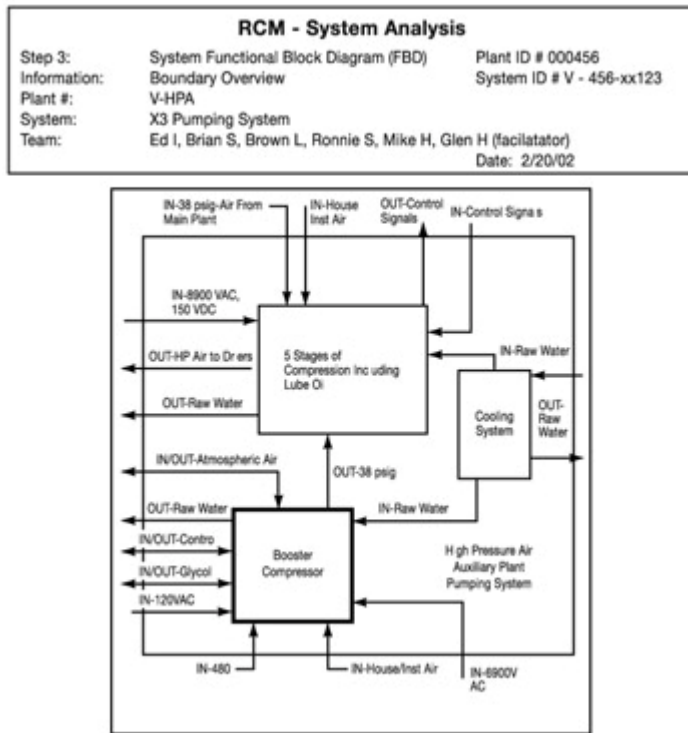 RCM - System Analysis
Step 3: System Functional Block Diagram (FBD) Plant ID # 000456
Information: Boundary Overview System ID # V - 456-xx123
Plant #: V-HPA
System: X3 Pumping System
Team: Ed I, Brian S, Brown L, Ronnie S, Mike H, Glen H (facilatator)
Date: 2/20/02
IN-38 psig-Air From
Main Plant
IN-House
Inst Air
OUT-Control
Signals
IN-Control Signa s
IN-8900 VAC,
150 VDC
OUT-HP Air to Dr ers
OUT-Raw Water
5 Stages of
Compression Inc uding
Lube Oi
IN-Raw Water
Cooling
System
OUT-
Raw
Water
IN/OUT-Atmospheric Air
OUT-38 psig
OUT-Raw Water
IN-Raw Water
IN/OUT-Contro
IN/OUT-Glycol
IN-120VAC
Booster
Compressor
H gh Pressure Air
Auxiliary Plant
Pumping System
IN-480
IN-House/Inst Air
IN-6900V
AC